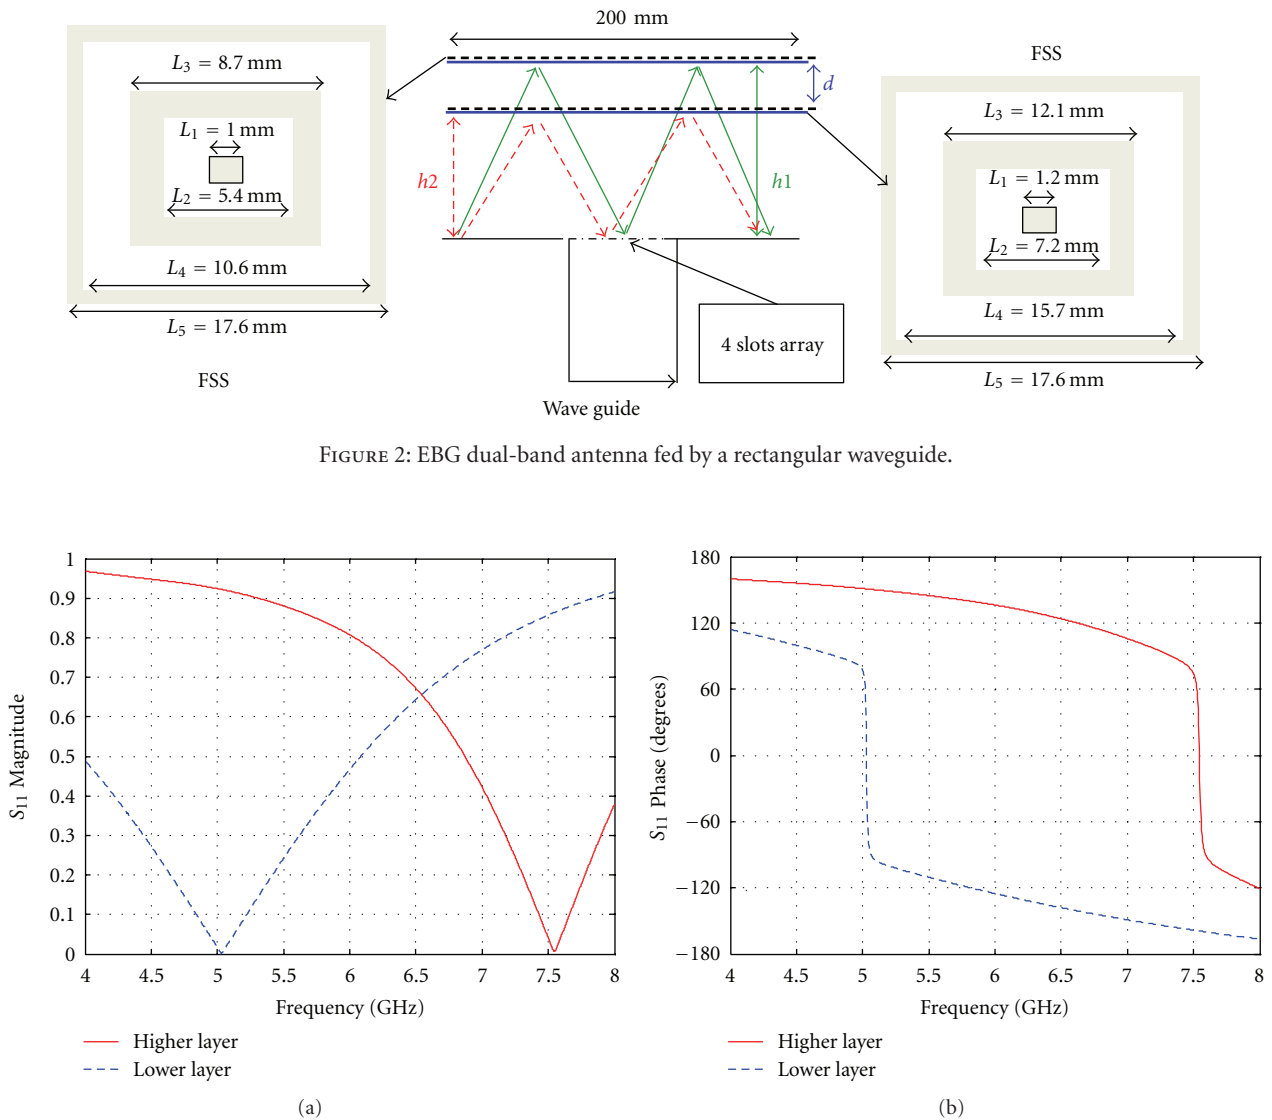 200 mm
FSS
L3 = 8.7 mm
L1 = 1 mm
L2 = 5.4 mm
L4 = 10.6 mm
L5 = 17.6 mm
FSS
d
h2
h1
4 slots array
Wave guide
L3 = 12.1 mm
L1 = 1.2 mm
L2 = 7.2 mm
L4 = 15.7 mm
L5 = 17.6 mm
FIGURE 2: EBG dual-band antenna fed by a rectangular waveguide.
S11 Magnitude
1
0.9
0.8
0.7
0.6
0.5
0.4
0.3
0.2
0.1
0
4 4.5 5 5.5 6 6.5 7 7.5 8
Frequency (GHz)
Higher layer
Lower layer
(a)
S11 Phase (degrees)
180
120
60
0
−60
−120
−180
4 4.5 5 5.5 6 6.5 7 7.5 8
Frequency (GHz)
Higher layer
Lower layer
(b)